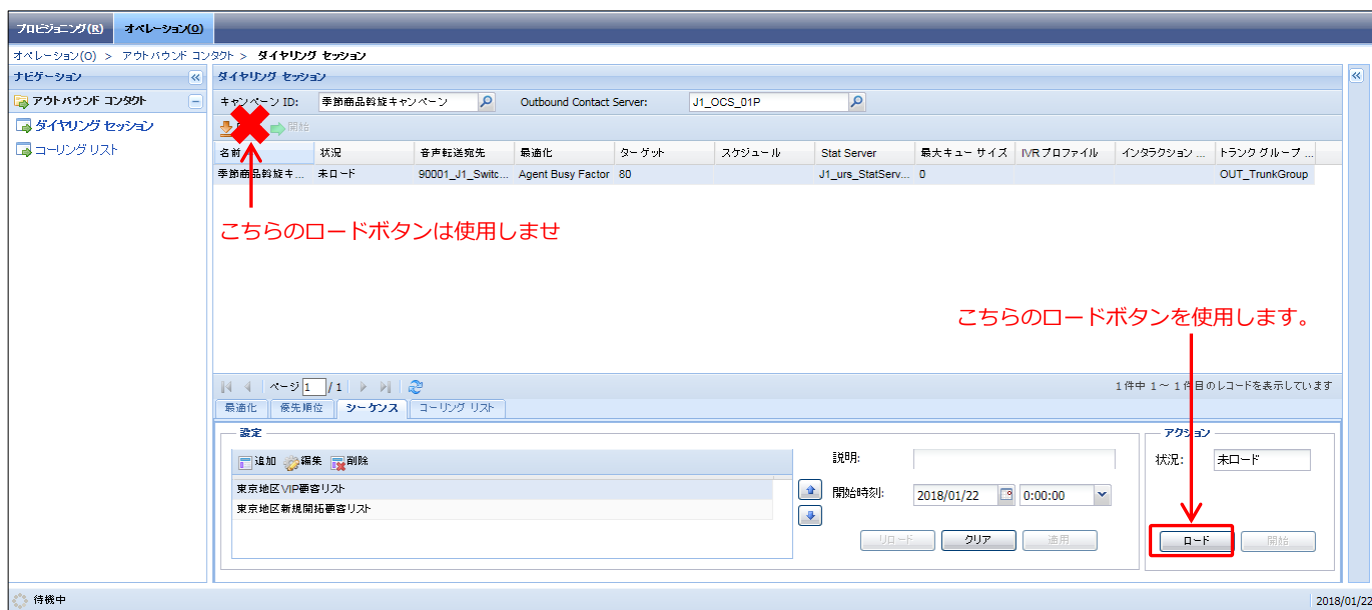 プロビジョニング(R) オペレーション(O)
オペレーション(O) > アウトバウンド コンタクト > ダイヤリング セッション
ナビゲーション
ダイヤリング セッション
アウトバウンド コンタクト
キャンペーン ID: 季節商品斡旋キャンペーン Outbound Contact Server: J1_OCS_01P
ダイヤリング セッション
開始
コーリング リスト
名前 状況 音声転送宛先 最適化 ターゲット スケジュール Stat Server 最大キュー サイズ IVR プロファイル インタラクション ... トランク グループ ...
季節商品斡旋キ... 未ロード 90001_J1_Switc... Agent Busy Factor 80 J1_urs_StatServ... 0 OUT_TrunkGroup
こちらのロードボタンは使用しませ
こちらのロードボタンを使用します。
ページ 1 / 1
1 件中 1 ~ 1 件目のレコードを表示しています
最適化 優先順位 シーケンス コーリング リスト
設定
アクション
追加 編集 削除
説明:
状況: 未ロード
東京地区VIP顧客リスト
東京地区新規開拓顧客リスト
開始時刻: 2018/01/22 0:00:00
リロード クリア 適用
ロード 開始
待機中
2018/01/22